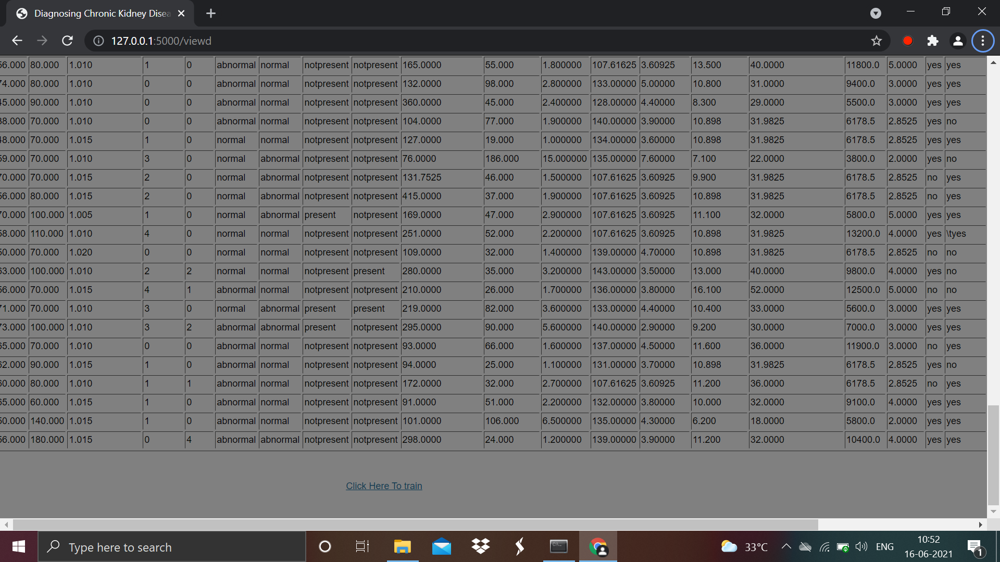 Diagnosing Chronic Kidney Disea
127.0.0.1:5000/viewd
56.000 80.000 1.010 1 0 abnormal normal notpresent notpresent 165.0000 55.000 1.800000 107.61625 3.60925 13.500 40.0000 11800.0 5.0000 yes yes
74.000 80.000 1.010 0 0 abnormal normal notpresent notpresent 132.0000 98.000 2.800000 133.00000 5.00000 10.800 31.0000 9400.0 3.0000 yes yes
45.000 90.000 1.010 0 0 abnormal normal notpresent notpresent 360.0000 45.000 2.400000 128.00000 4.40000 8.300 29.0000 5500.0 3.0000 yes yes
38.000 70.000 1.010 0 0 abnormal normal notpresent notpresent 104.0000 77.000 1.900000 140.00000 3.90000 10.898 31.9825 6178.5 2.8525 yes no
48.000 70.000 1.015 1 0 normal normal notpresent notpresent 127.0000 19.000 1.000000 134.00000 3.60000 10.898 31.9825 6178.5 2.8525 yes yes
59.000 70.000 1.010 3 0 normal abnormal notpresent notpresent 76.0000 186.000 15.000000 135.00000 7.60000 7.100 22.0000 3800.0 2.0000 yes no
70.000 70.000 1.015 2 0 normal abnormal notpresent notpresent 131.7525 46.000 1.500000 107.61625 3.60925 9.900 31.9825 6178.5 2.8525 no yes
56.000 80.000 1.015 2 0 normal abnormal notpresent notpresent 415.0000 37.000 1.900000 107.61625 3.60925 10.898 31.9825 6178.5 2.8525 no yes
70.000 100.000 1.005 1 0 normal abnormal present notpresent 169.0000 47.000 2.900000 107.61625 3.60925 11.100 32.0000 5800.0 5.0000 yes yes
58.000 110.000 1.010 4 0 normal normal notpresent notpresent 251.0000 52.000 2.200000 107.61625 3.60925 10.898 31.9825 13200.0 4.0000 yes \tyes
50.000 70.000 1.020 0 0 normal normal notpresent notpresent 109.0000 32.000 1.400000 139.00000 4.70000 10.898 31.9825 6178.5 2.8525 no no
63.000 100.000 1.010 2 2 normal normal notpresent present 280.0000 35.000 3.200000 143.00000 3.50000 13.000 40.0000 9800.0 4.0000 yes no
56.000 70.000 1.015 4 1 abnormal normal notpresent notpresent 210.0000 26.000 1.700000 136.00000 3.80000 16.100 52.0000 12500.0 5.0000 no no
71.000 70.000 1.010 3 0 normal abnormal present present 219.0000 82.000 3.600000 133.00000 4.40000 10.400 33.0000 5600.0 3.0000 yes yes
73.000 100.000 1.010 3 2 abnormal abnormal present notpresent 295.0000 90.000 5.600000 140.00000 2.90000 9.200 30.0000 7000.0 3.0000 yes yes
65.000 70.000 1.010 0 0 abnormal normal notpresent notpresent 93.0000 66.000 1.600000 137.00000 4.50000 11.600 36.0000 11900.0 3.0000 no yes
62.000 90.000 1.015 1 0 abnormal normal notpresent notpresent 94.0000 25.000 1.100000 131.00000 3.70000 10.898 31.9825 6178.5 2.8525 yes no
60.000 80.000 1.010 1 1 abnormal normal notpresent notpresent 172.0000 32.000 2.700000 107.61625 3.60925 11.200 36.0000 6178.5 2.8525 no yes
65.000 60.000 1.015 1 0 abnormal normal notpresent notpresent 91.0000 51.000 2.200000 132.00000 3.80000 10.000 32.0000 9100.0 4.0000 yes yes
50.000 140.000 1.015 1 0 abnormal normal notpresent notpresent 101.0000 106.000 6.500000 135.00000 4.30000 6.200 18.0000 5800.0 2.0000 yes yes
56.000 180.000 1.015 0 4 abnormal abnormal notpresent notpresent 298.0000 24.000 1.200000 139.00000 3.90000 11.200 32.0000 10400.0 4.0000 yes yes
Click Here To train
Type here to search
33°C
ENG
10:52
16-06-2021
1